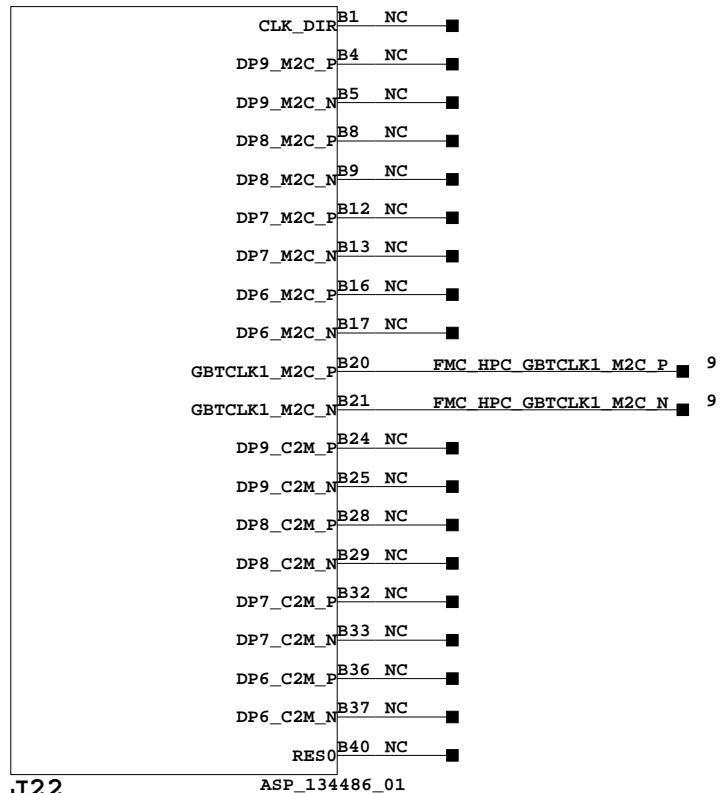 CLK_DIR B1 NC
DP9_M2C_P B4 NC
DP9_M2C_N B5 NC
DP8_M2C_P B8 NC
DP8_M2C_N B9 NC
DP7_M2C_P B12 NC
DP7_M2C_N B13 NC
DP6_M2C_P B16 NC
DP6_M2C_N B17 NC
GBTCLK1_M2C_P B20 FMC_HPC_GBTCLK1_M2C_P 9
GBTCLK1_M2C_N B21 FMC_HPC_GBTCLK1_M2C_N 9
DP9_C2M_P B24 NC
DP9_C2M_N B25 NC
DP8_C2M_P B28 NC
DP8_C2M_N B29 NC
DP7_C2M_P B32 NC
DP7_C2M_N B33 NC
DP6_C2M_P B36 NC
DP6_C2M_N B37 NC
RES0 B40 NC
J22 ASP_134486_01